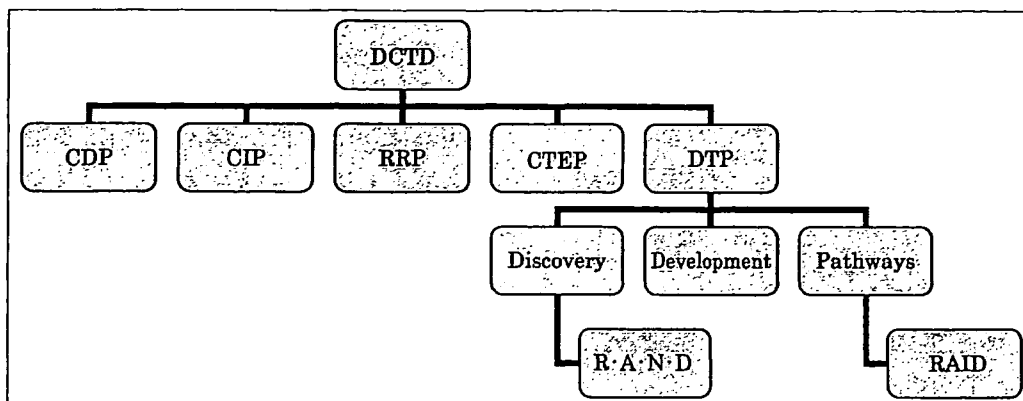 DCTD
CDP CIP RRP CTEP DTP
Discovery Development Pathways
R·A·N·D RAID